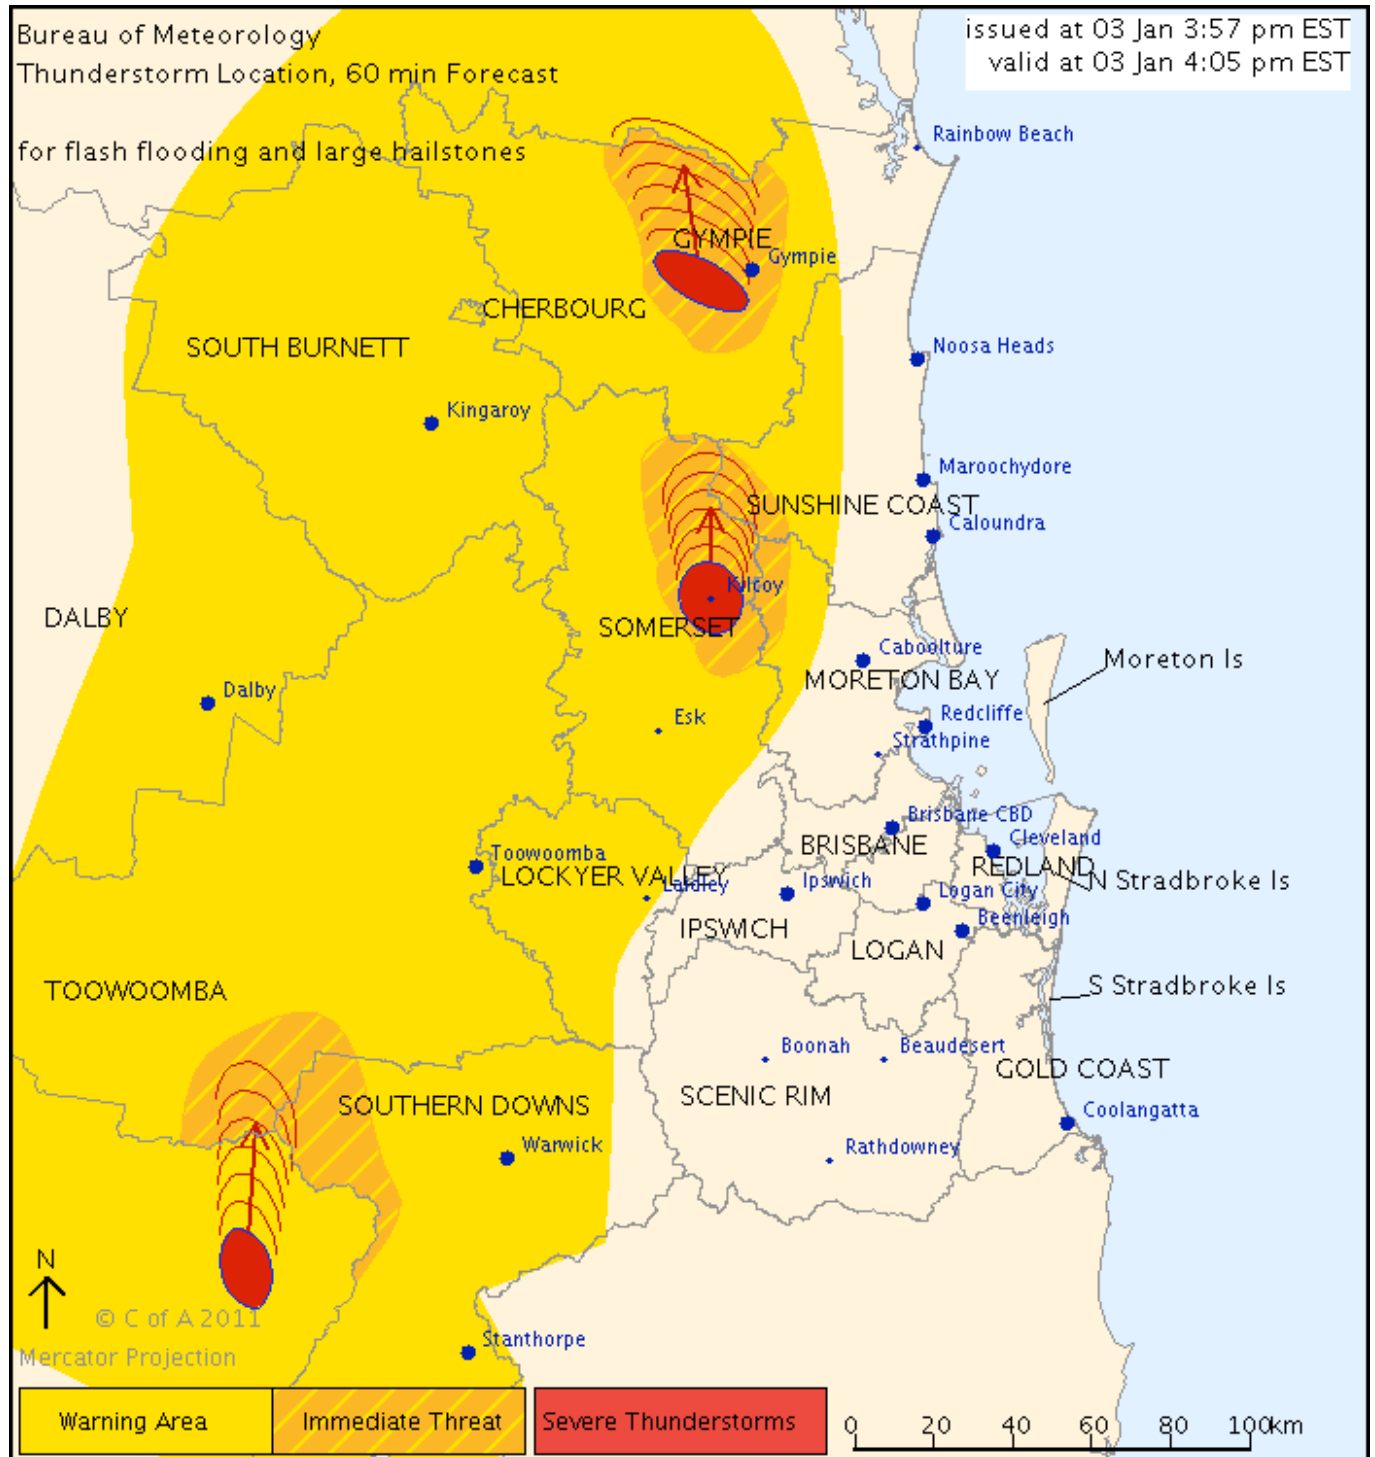 Bureau of Meteorology
Thunderstorm Location, 60 min Forecast
for flash flooding and large hailstones
issued at 03 Jan 3:57 pm EST
valid at 03 Jan 4:05 pm EST
Rainbow Beach
GYMPIE
Gympie
CHERBOURG
SOUTH BURNETT
Noosa Heads
Kingaroy
Maroochydore
SUNSHINE COAST
Caloundra
Kilcoy
DALBY
SOMERSET
Caboolture
Moreton Is
MORETON BAY
Dalby
Esk
Redcliffe
Strathpine
Brisbane CBD
BRISBANE
Cleveland
Toowoomba
LOCKYER VALLEY
REDLAND
Laidley
Ipswich
Logan City
N Stradbroke Is
Beenleigh
IPSWICH
LOGAN
TOOWOOMBA
S Stradbroke Is
Boonah
Beaudesert
GOLD COAST
SCENIC RIM
SOUTHERN DOWNS
Coolangatta
Warwick
Rathdowney
N
© C of A 2011
Mercator Projection
Stanthorpe
Warning Area
Immediate Threat
Severe Thunderstorms
0 20 40 60 80 100km